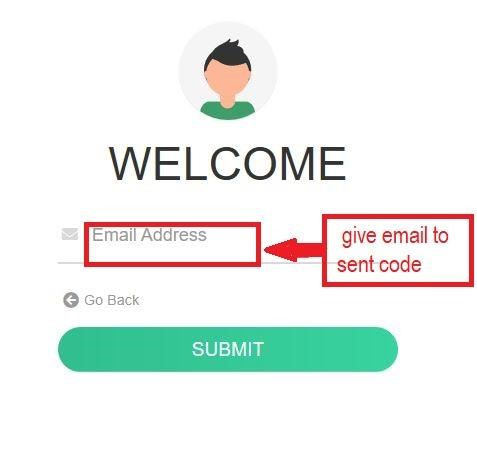 WELCOME
Email Address
give email to
sent code
Go Back
SUBMIT